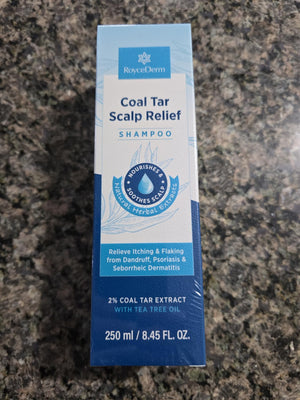 RoyceDerm
Coal Tar
Scalp Relief
SHAMPOO
NOURISHES &
SOOTHES SCALP
Natural Herbal Extracts
Relieve Itching & Flaking
from Dandruff, Psoriasis &
Seborrheic Dermatitis
2% COAL TAR EXTRACT
WITH TEA TREE OIL
250 ml / 8.45 FL. OZ.